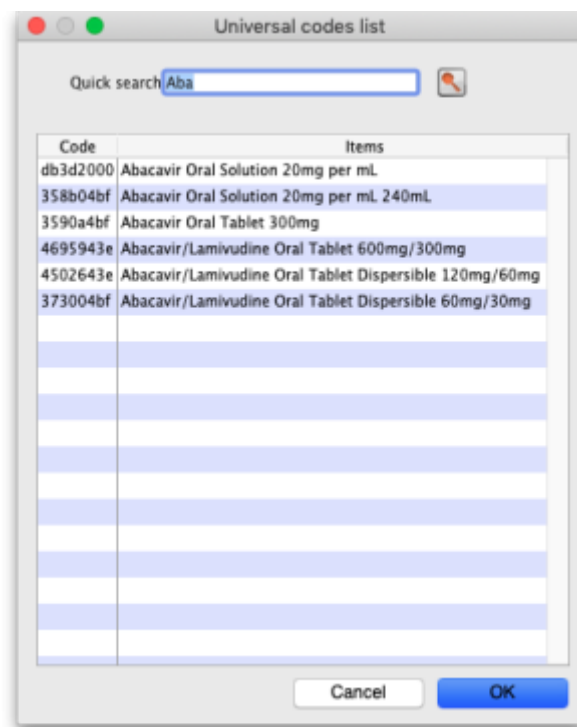 Universal codes list
Quick search Aba
Code Items
db3d2000 Abacavir Oral Solution 20mg per mL
358b04bf Abacavir Oral Solution 20mg per mL 240mL
3590a4bf Abacavir Oral Tablet 300mg
4695943e Abacavir/Lamivudine Oral Tablet 600mg/300mg
4502643e Abacavir/Lamivudine Oral Tablet Dispersible 120mg/60mg
373004bf Abacavir/Lamivudine Oral Tablet Dispersible 60mg/30mg
Cancel OK